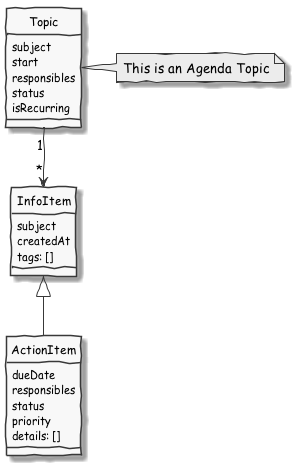 Topic
subject
start
responsibles
status
isRecurring
This is an Agenda Topic
1
*
InfoItem
subject
createdAt
tags: []
ActionItem
dueDate
responsibles
status
priority
details: []